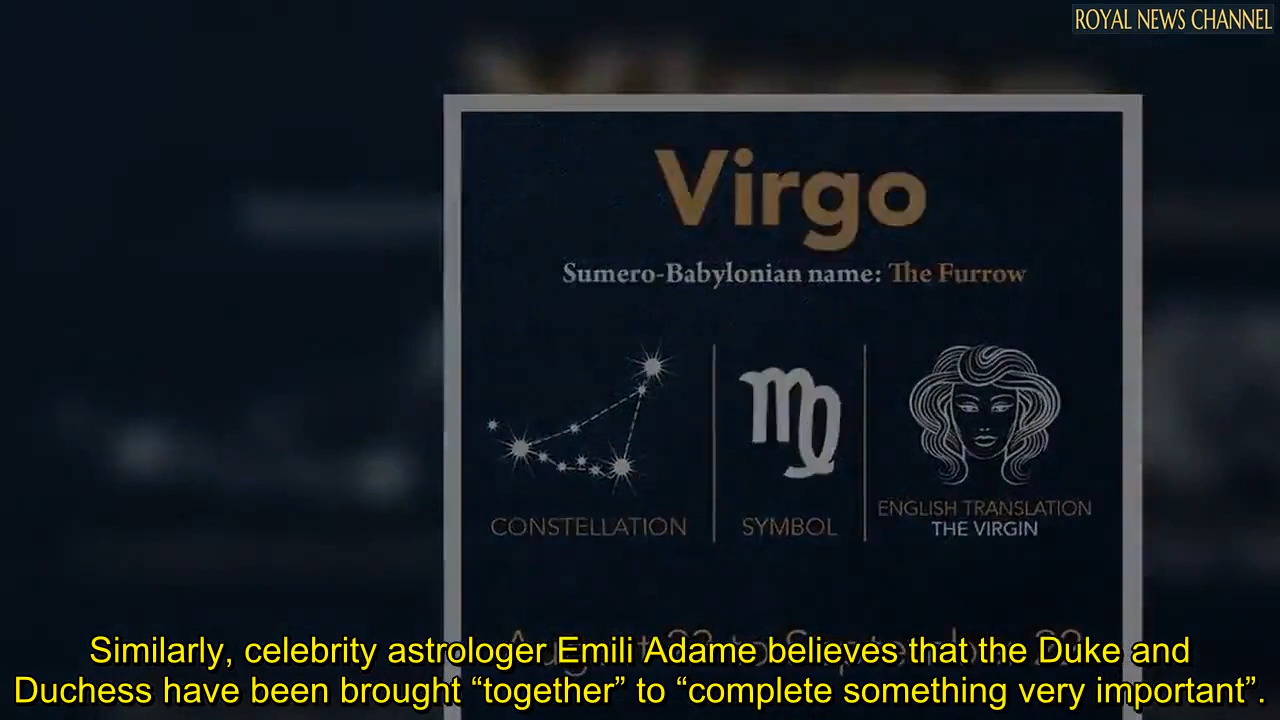 ROYAL NEWS CHANNEL
Virgo
Sumero-Babylonian name: The Furrow
CONSTELLATION
SYMBOL
ENGLISH TRANSLATION
THE VIRGIN
Similarly, celebrity astrologer Emili Adame believes that the Duke and
Duchess have been brought “together” to “complete something very important”.